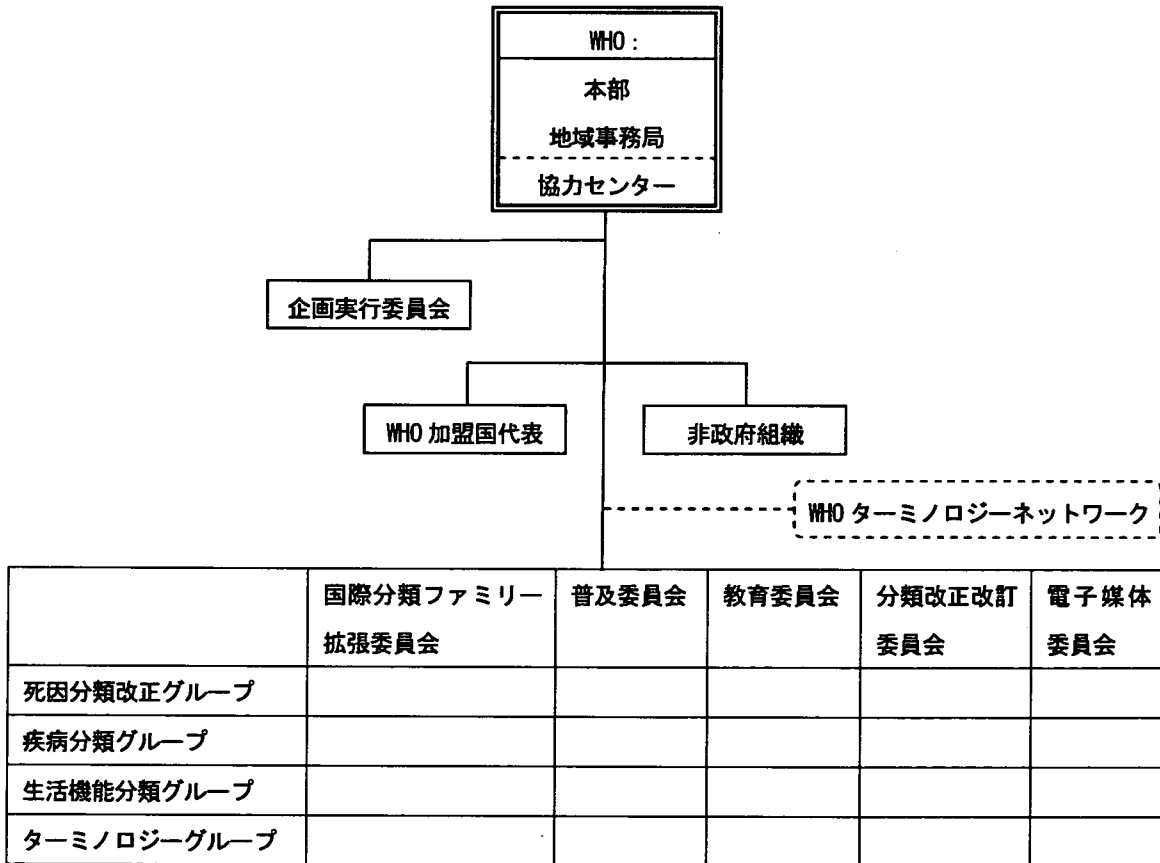 WHO：
本部
地域事務局
協力センター
企画実行委員会
WHO 加盟国代表
非政府組織
WHO ターミノロジーネットワーク
国際分類ファミリー
拡張委員会
普及委員会
教育委員会
分類改正改訂
委員会
電子媒体
委員会
死因分類改正グループ
疾病分類グループ
生活機能分類グループ
ターミノロジーグループ